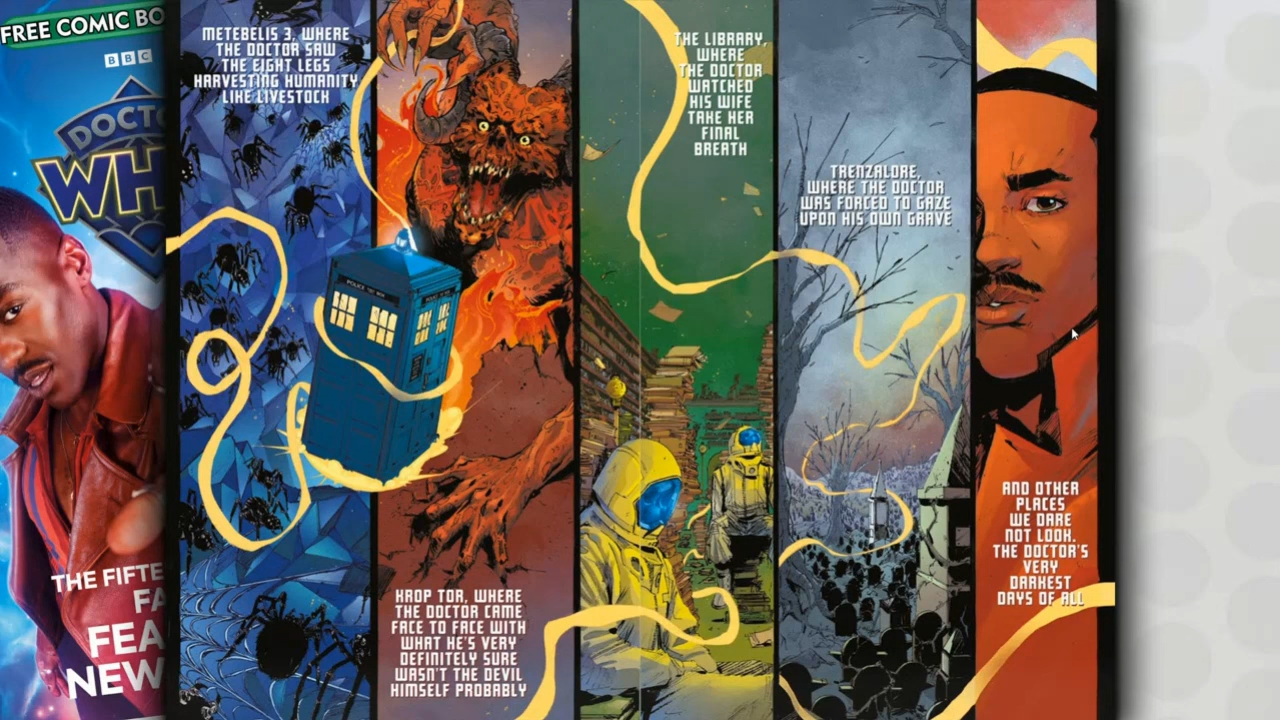 FREE COMIC BO
BBC
DOCT
WH
THE FIFTE
FA
FEA
NEW
METEBELIS 3, WHERE
THE DOCTOR SAW
THE EIGHT LEGS
HARVESTING HUMANITY
LIKE LIVESTOCK
POLICE BOX
KROP TOR, WHERE
THE DOCTOR CAME
FACE TO FACE WITH
WHAT HE'S VERY
DEFINITELY SURE
WASN'T THE DEVIL
HIMSELF PROBABLY
THE LIBRARY,
WHERE
THE DOCTOR
WATCHED
HIS WIFE
TAKE HER
FINAL
BREATH
TRENZALORE,
WHERE THE DOCTOR
WAS FORCED TO GAZE
UPON HIS OWN GRAVE
AND OTHER
PLACES
WE DARE
NOT LOOK.
THE DOCTOR'S
VERY
DARKEST
DAYS OF ALL